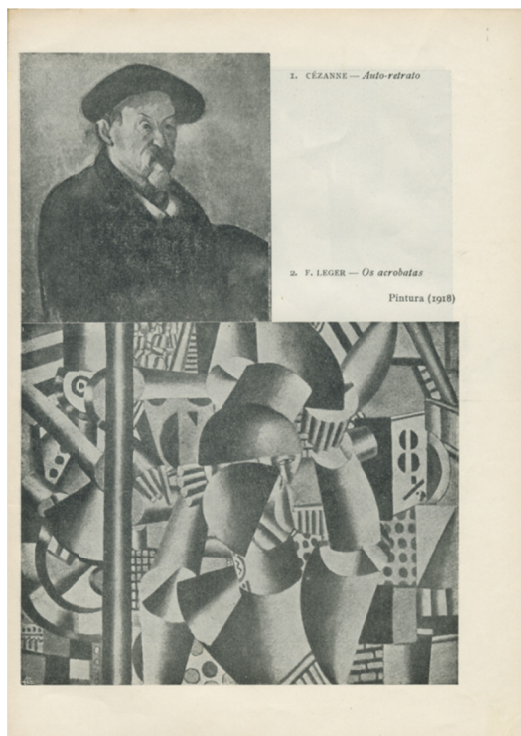 1. CÉZANNE — Auto-retrato
2. F. LEGER — Os acrobatas
Pintura (1918)